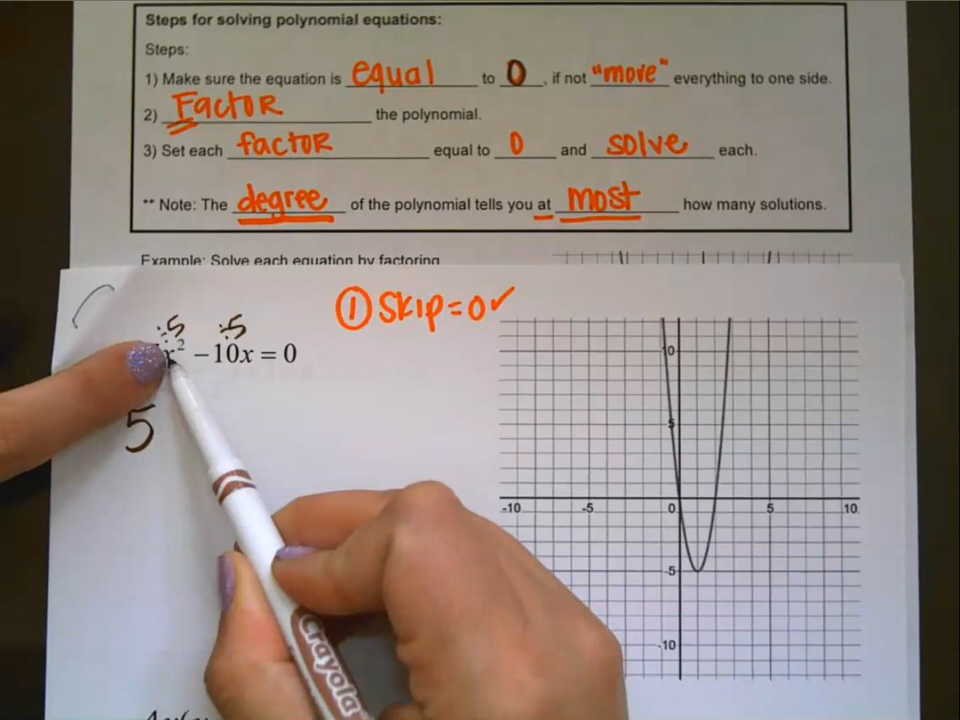 Steps for solving polynomial equations:
Steps:
1) Make sure the equation is equal to 0, if not "move" everything to one side.
2) Factor the polynomial.
3) Set each factor equal to 0 and solve each.
** Note: The degree of the polynomial tells you at most how many solutions.
Example: Solve each equation by factoring
① Skip = 0 ✓
÷5 ÷5
x² − 10x = 0
5
10
5
-10 -5 0 5 10
-5
-10
Crayola